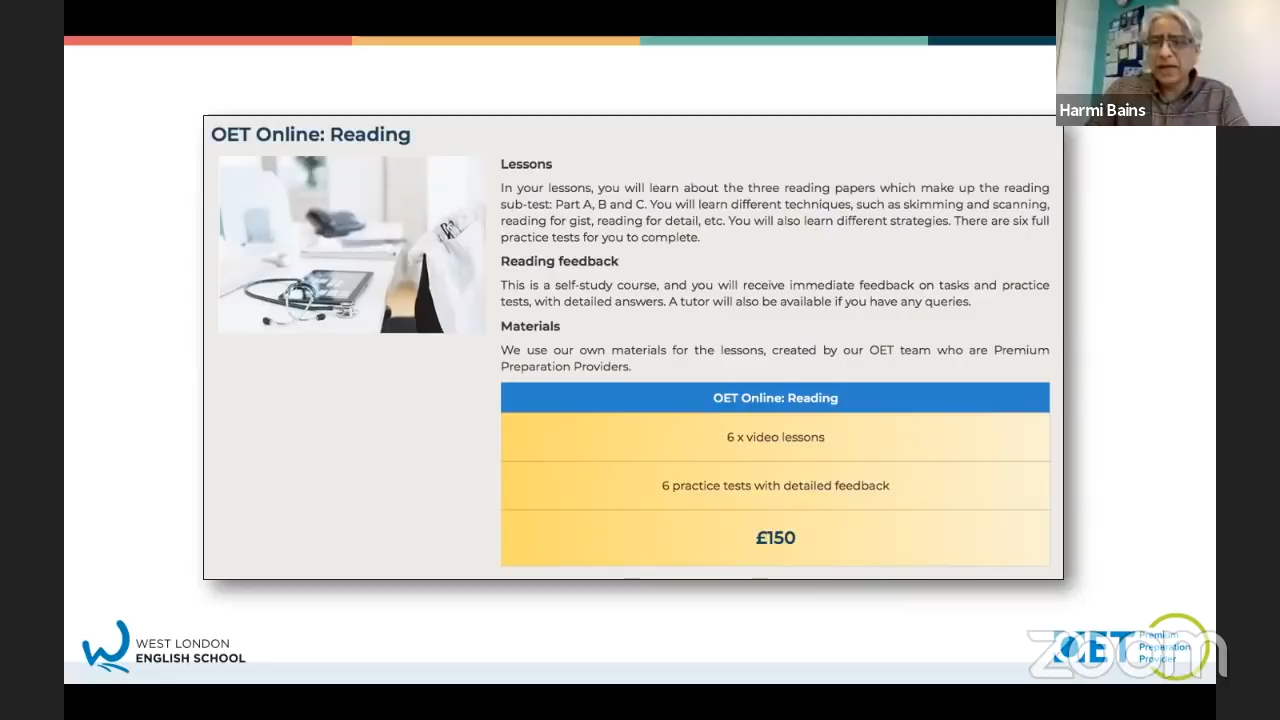 Harmi Bains
OET Online: Reading
Lessons
In your lessons, you will learn about the three reading papers which make up the reading
sub-test: Part A, B and C. You will learn different techniques, such as skimming and scanning,
reading for gist, reading for detail, etc. You will also learn different strategies. There are six full
practice tests for you to complete.
Reading feedback
This is a self-study course, and you will receive immediate feedback on tasks and practice
tests, with detailed answers. A tutor will also be available if you have any queries.
Materials
We use our own materials for the lessons, created by our OET team who are Premium
Preparation Providers.
OET Online: Reading
6 x video lessons
6 practice tests with detailed feedback
£150
WEST LONDON
ENGLISH SCHOOL
OET
Premium
Preparation
Provider
zoom